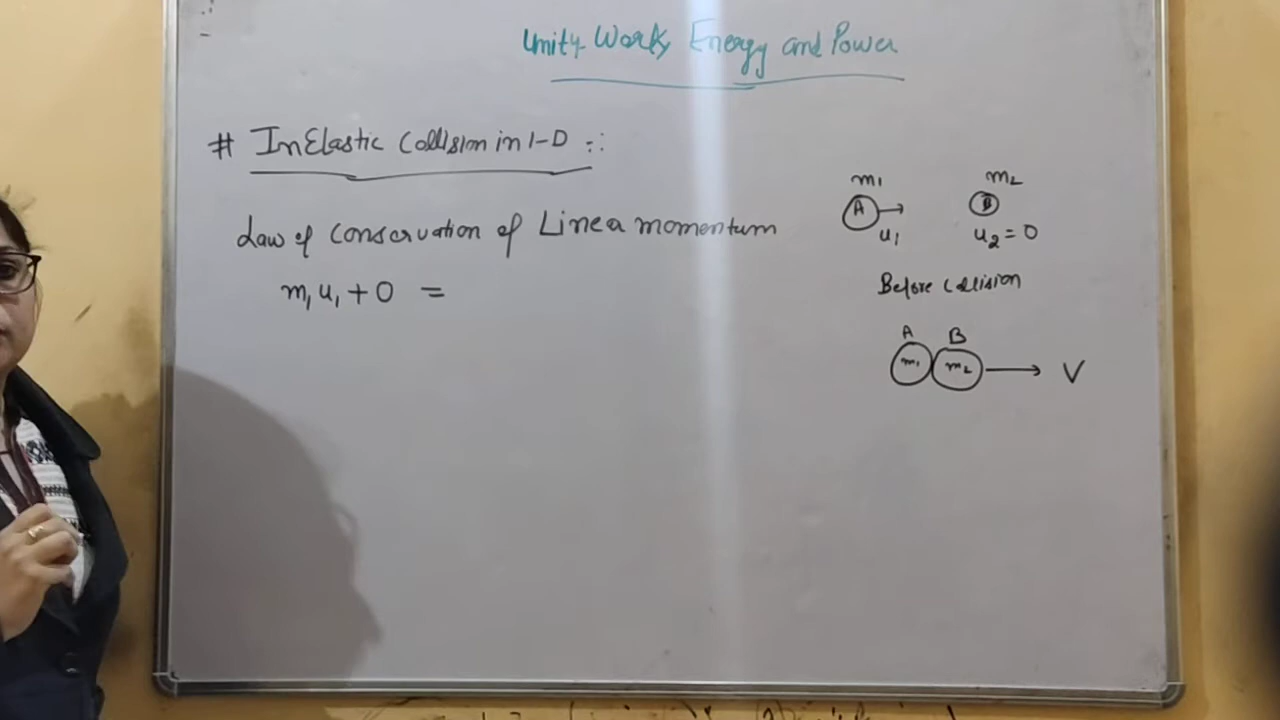 Unit 4- Work, Energy and Power
# InElastic Collision in 1-D :-:
Law of Conservation of Linea momentum
m₁u₁ + 0 =
m₁ m₂
A B
u₁ u₂ = 0
Before Collision
A B
m₁ m₂ V